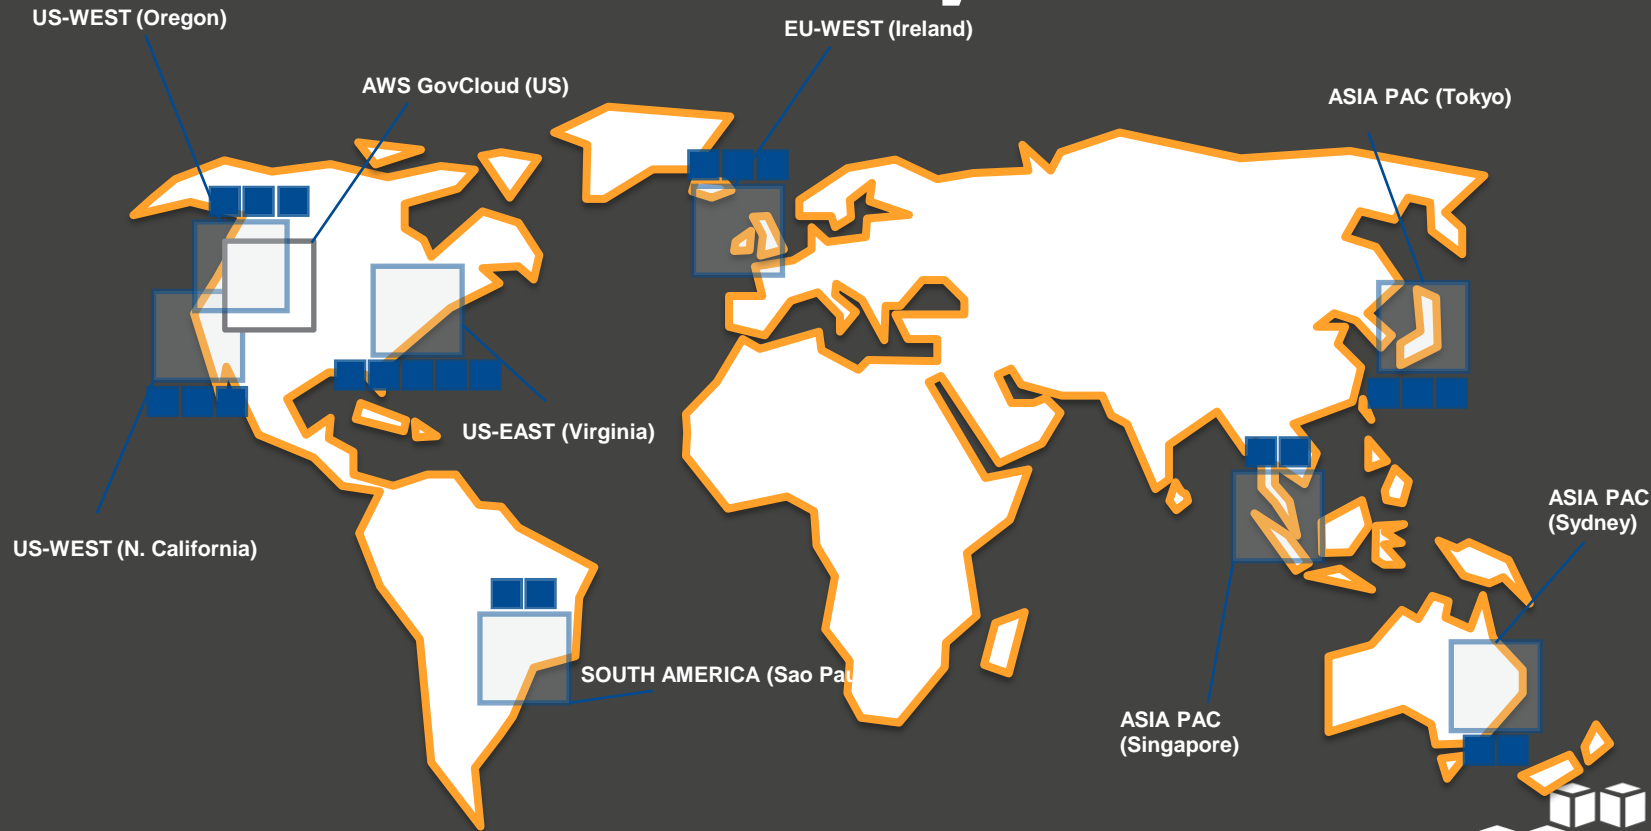 US-WEST (Oregon)
EU-WEST (Ireland)
AWS GovCloud (US)
ASIA PAC (Tokyo)
US-EAST (Virginia)
ASIA PAC
(Sydney)
US-WEST (N. California)
SOUTH AMERICA (Sao
ASIA PAC
(Singapore)